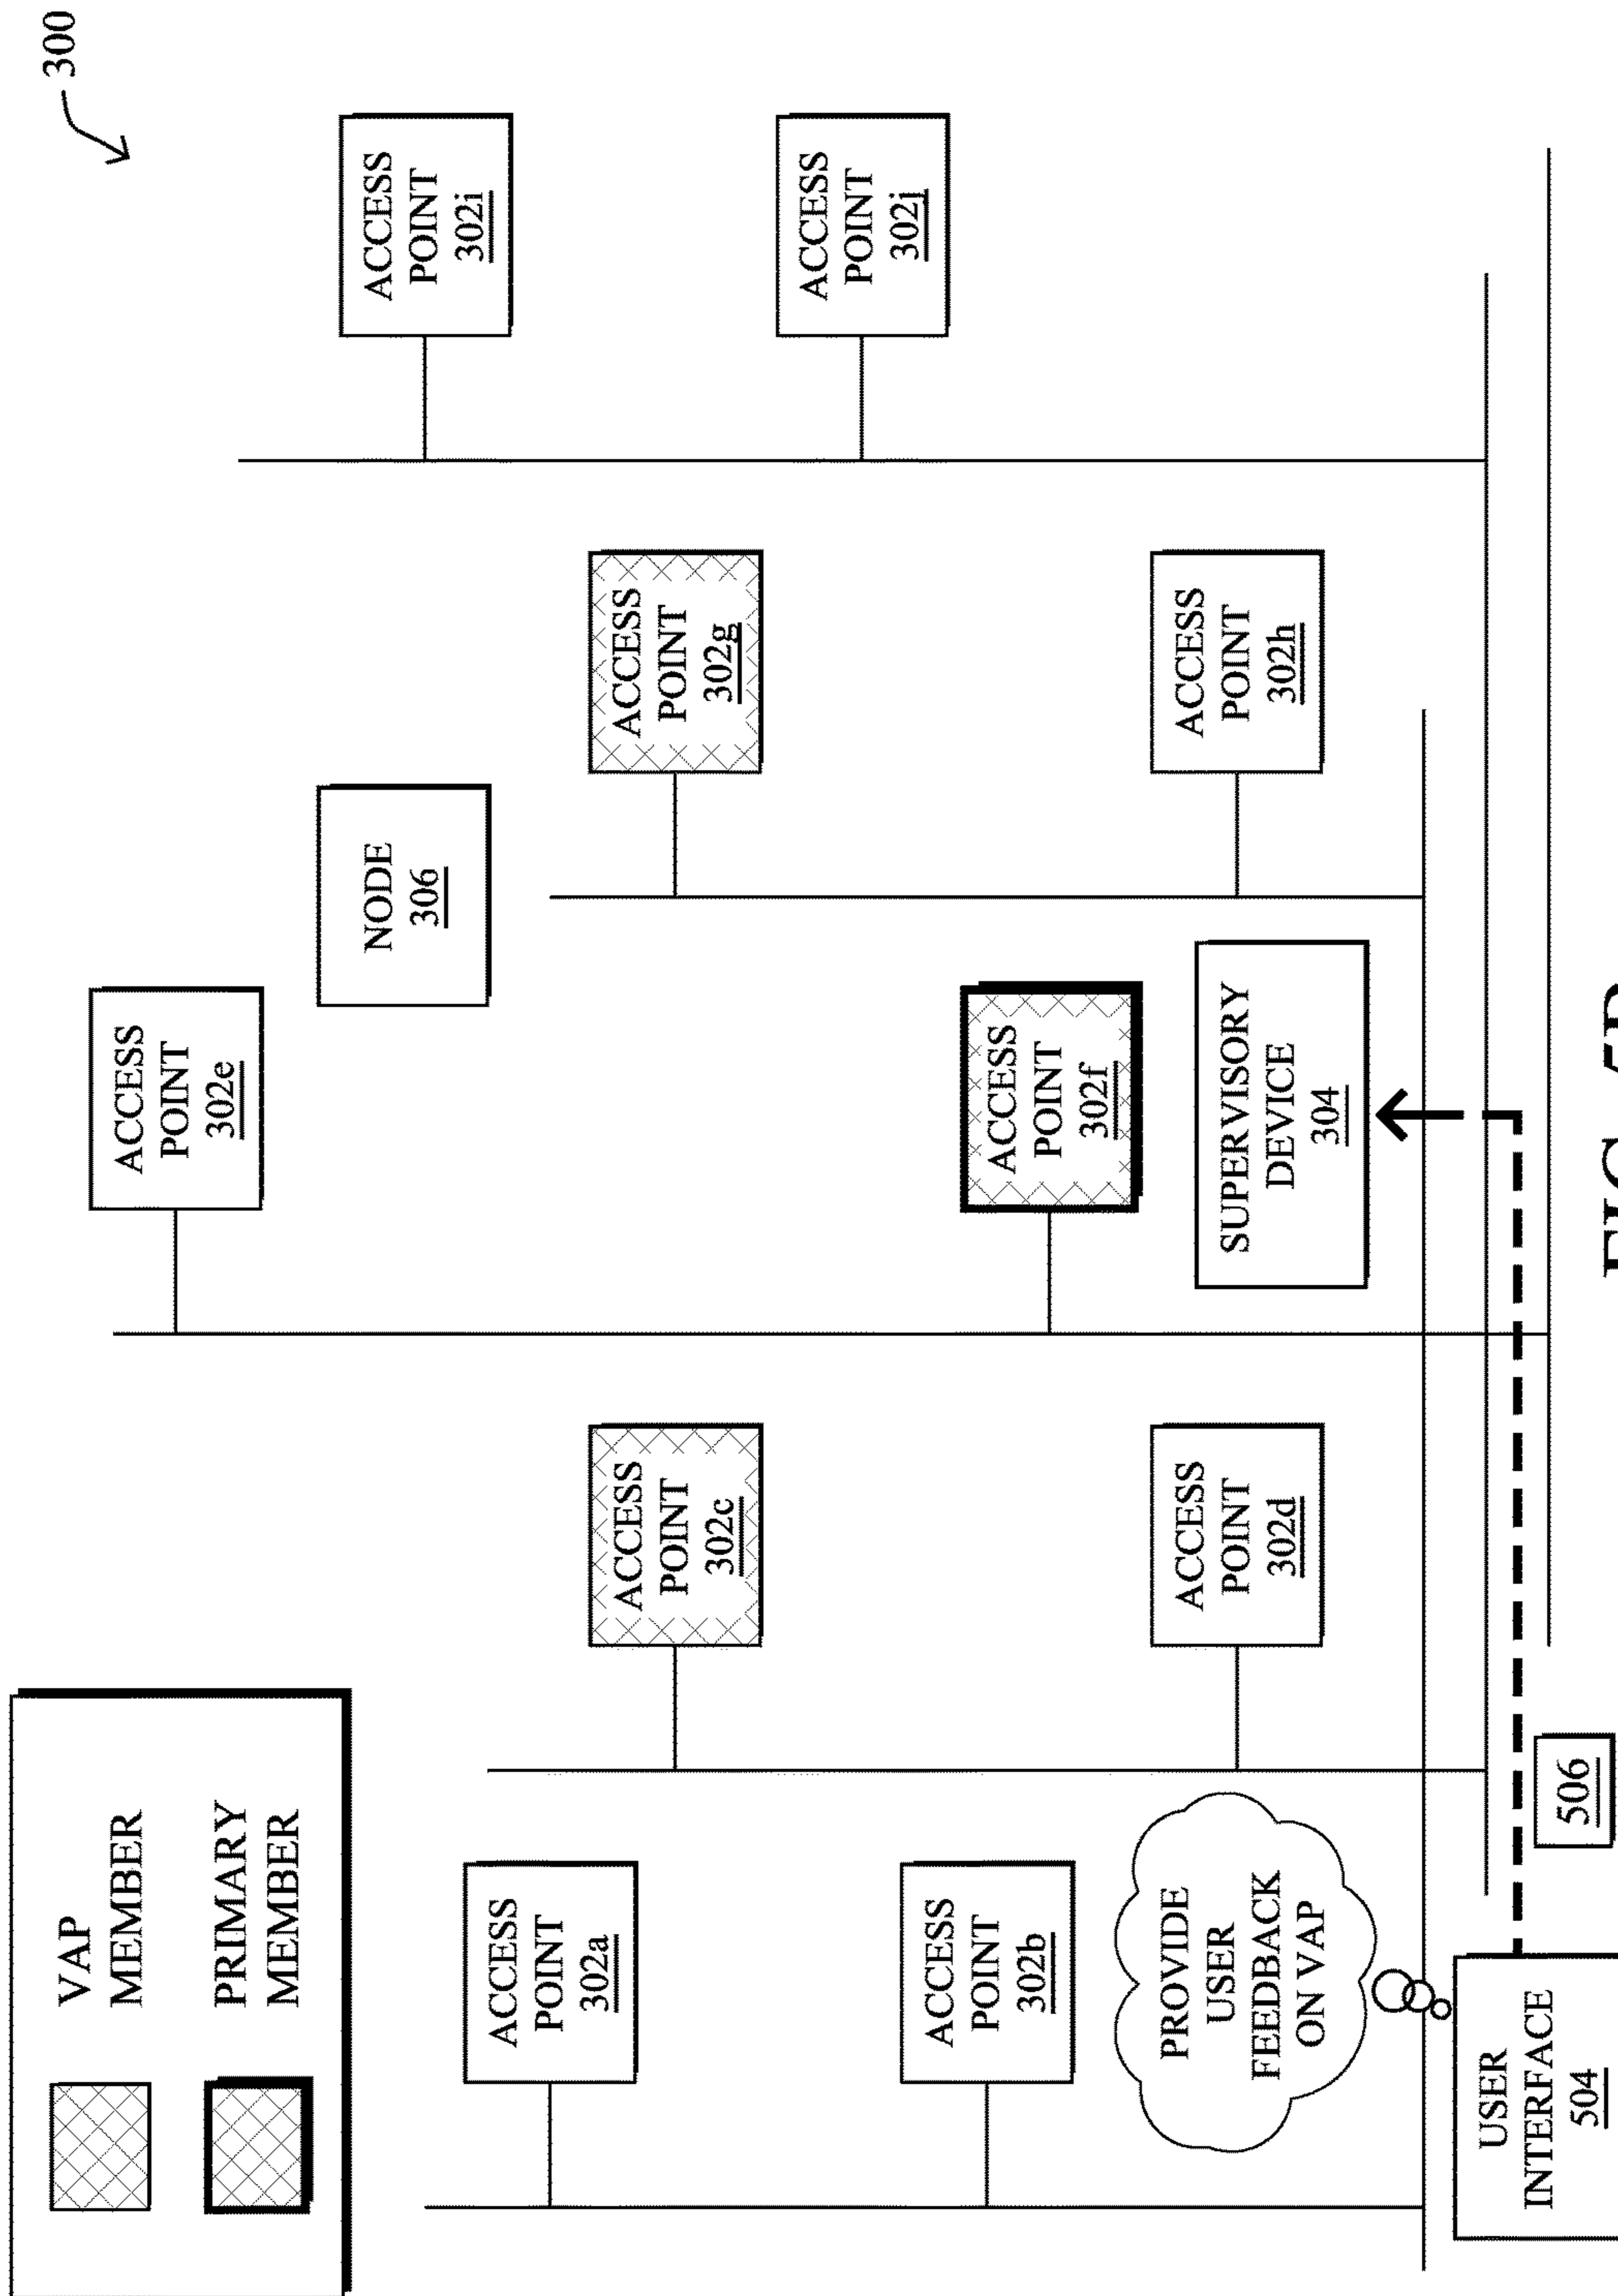 300
VAP
MEMBER
PRIMARY
MEMBER
ACCESS
POINT
302a
ACCESS
POINT
302b
ACCESS
POINT
302c
ACCESS
POINT
302d
ACCESS
POINT
302e
ACCESS
POINT
302f
NODE
306
ACCESS
POINT
302g
ACCESS
POINT
302h
ACCESS
POINT
302i
ACCESS
POINT
302j
SUPERVISORY
DEVICE
304
PROVIDE
USER
FEEDBACK
ON VAP
USER
INTERFACE
504
506